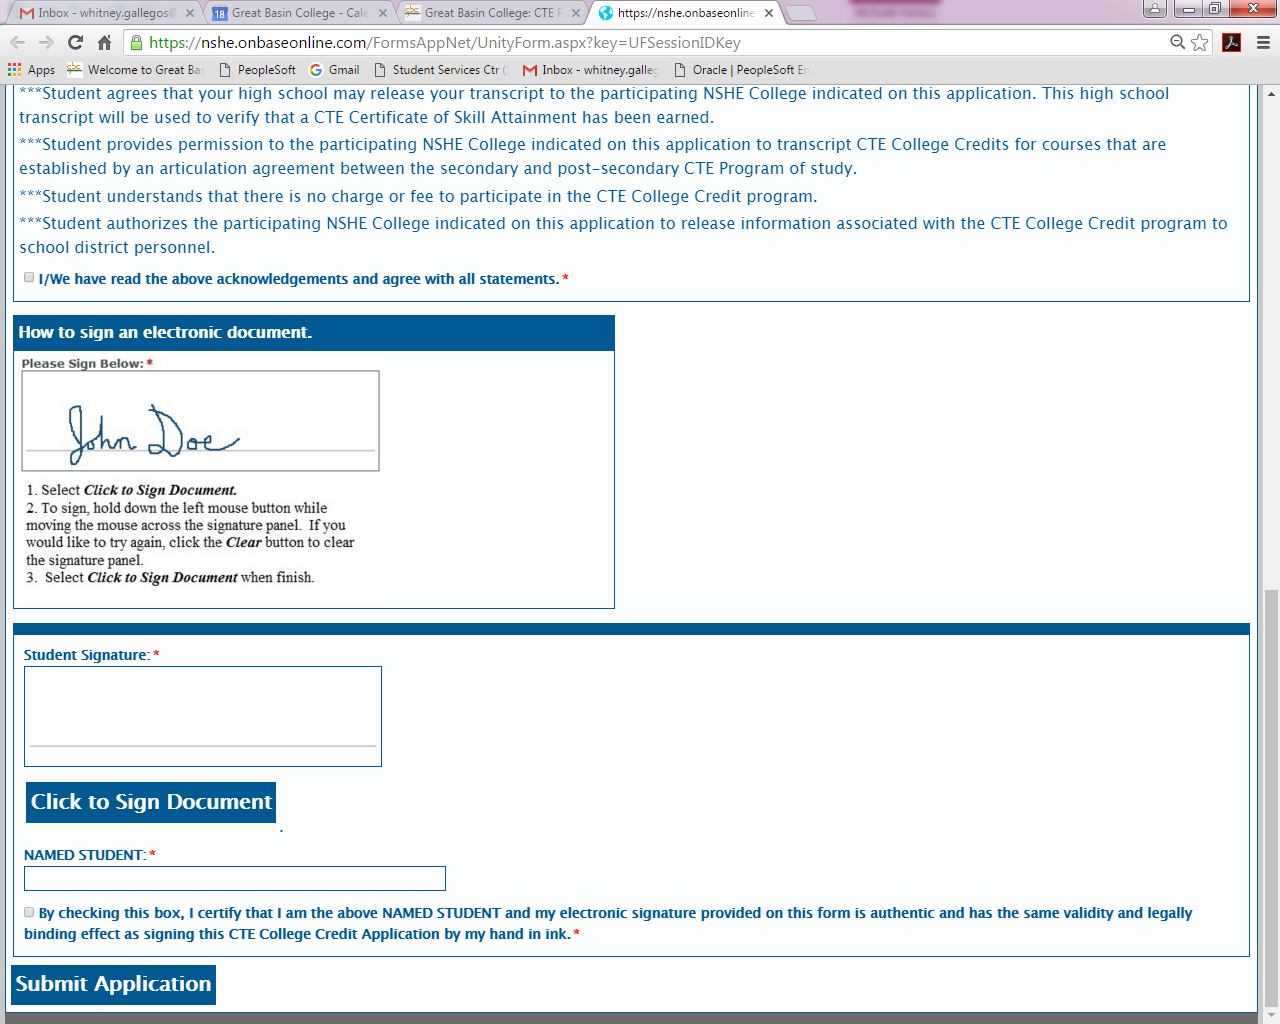 Inbox - whitney.gallegos@
Great Basin College - Cale
Great Basin College: CTE P
https://nshe.onbaseonline
https://nshe.onbaseonline.com/FormsAppNet/UnityForm.aspx?key=UFSessionIDKey
Apps
Welcome to Great Ba
PeopleSoft
Gmail
Student Services Ctr (
Inbox - whitney.galleg
Oracle | PeopleSoft En
***Student agrees that your high school may release your transcript to the participating NSHE College indicated on this application. This high school
transcript will be used to verify that a CTE Certificate of Skill Attainment has been earned.
***Student provides permission to the participating NSHE College indicated on this application to transcript CTE College Credits for courses that are
established by an articulation agreement between the secondary and post-secondary CTE Program of study.
***Student understands that there is no charge or fee to participate in the CTE College Credit program.
***Student authorizes the participating NSHE College indicated on this application to release information associated with the CTE College Credit program to
school district personnel.
I/We have read the above acknowledgements and agree with all statements. *
How to sign an electronic document.
Please Sign Below: *
John Doe
1. Select Click to Sign Document.
2. To sign, hold down the left mouse button while
moving the mouse across the signature panel. If you
would like to try again, click the Clear button to clear
the signature panel.
3. Select Click to Sign Document when finish.
Student Signature: *
Click to Sign Document
.
NAMED STUDENT: *
By checking this box, I certify that I am the above NAMED STUDENT and my electronic signature provided on this form is authentic and has the same validity and legally
binding effect as signing this CTE College Credit Application by my hand in ink. *
Submit Application